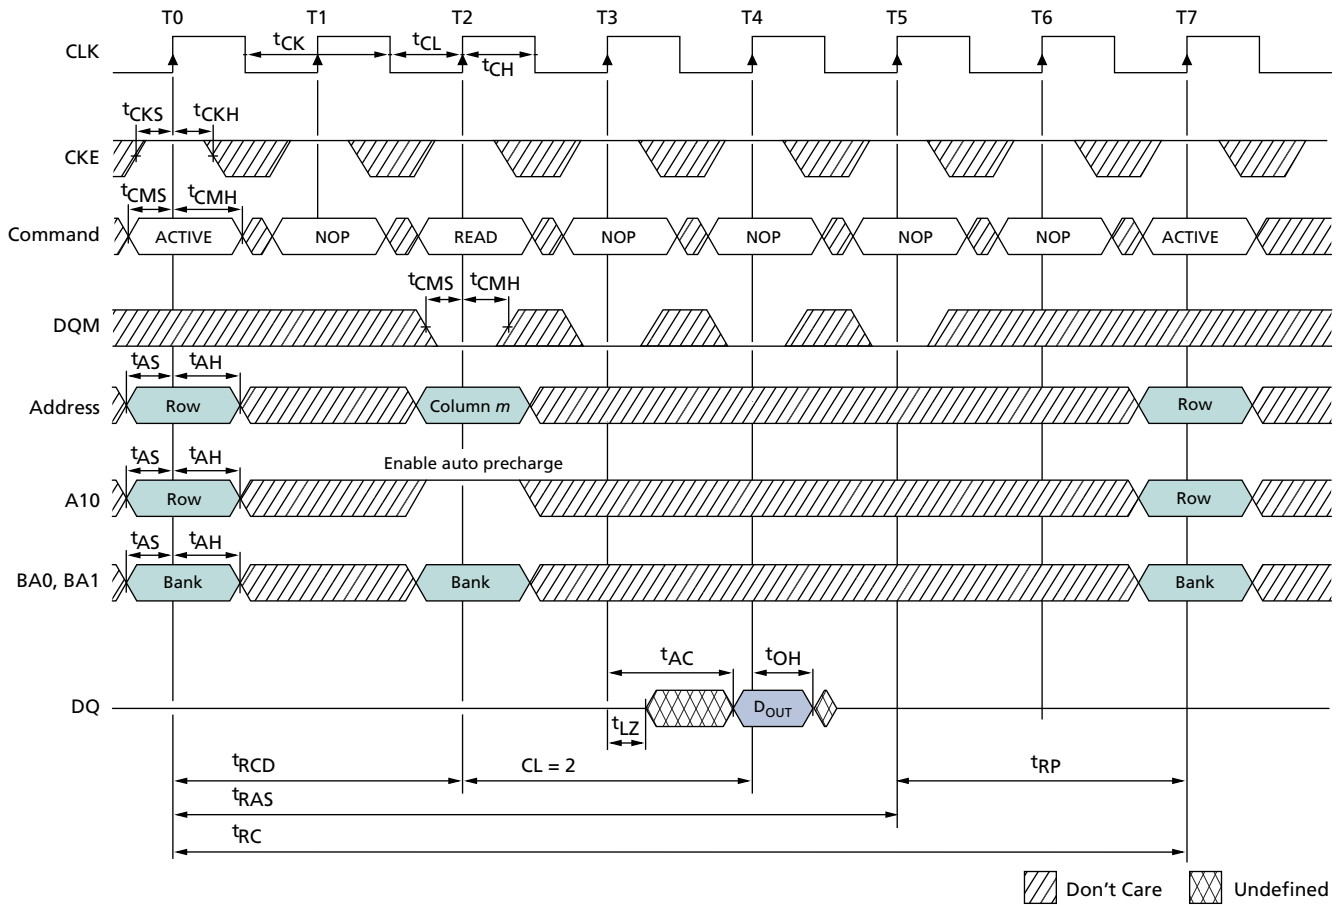 T0 T1 T2 T3 T4 T5 T6 T7
CLK
tCK
tCL
tCH
tCKS
tCKH
CKE
tCMS
tCMH
Command
ACTIVE NOP READ NOP NOP NOP NOP ACTIVE
tCMS
tCMH
DQM
tAS
tAH
Address
Row Column m Row
tAS
tAH
Enable auto precharge
A10
Row Row
tAS
tAH
BA0, BA1
Bank Bank Bank
tAC
tOH
DQ
DOUT
tLZ
tRCD
CL = 2
tRP
tRAS
tRC
Don't Care
Undefined